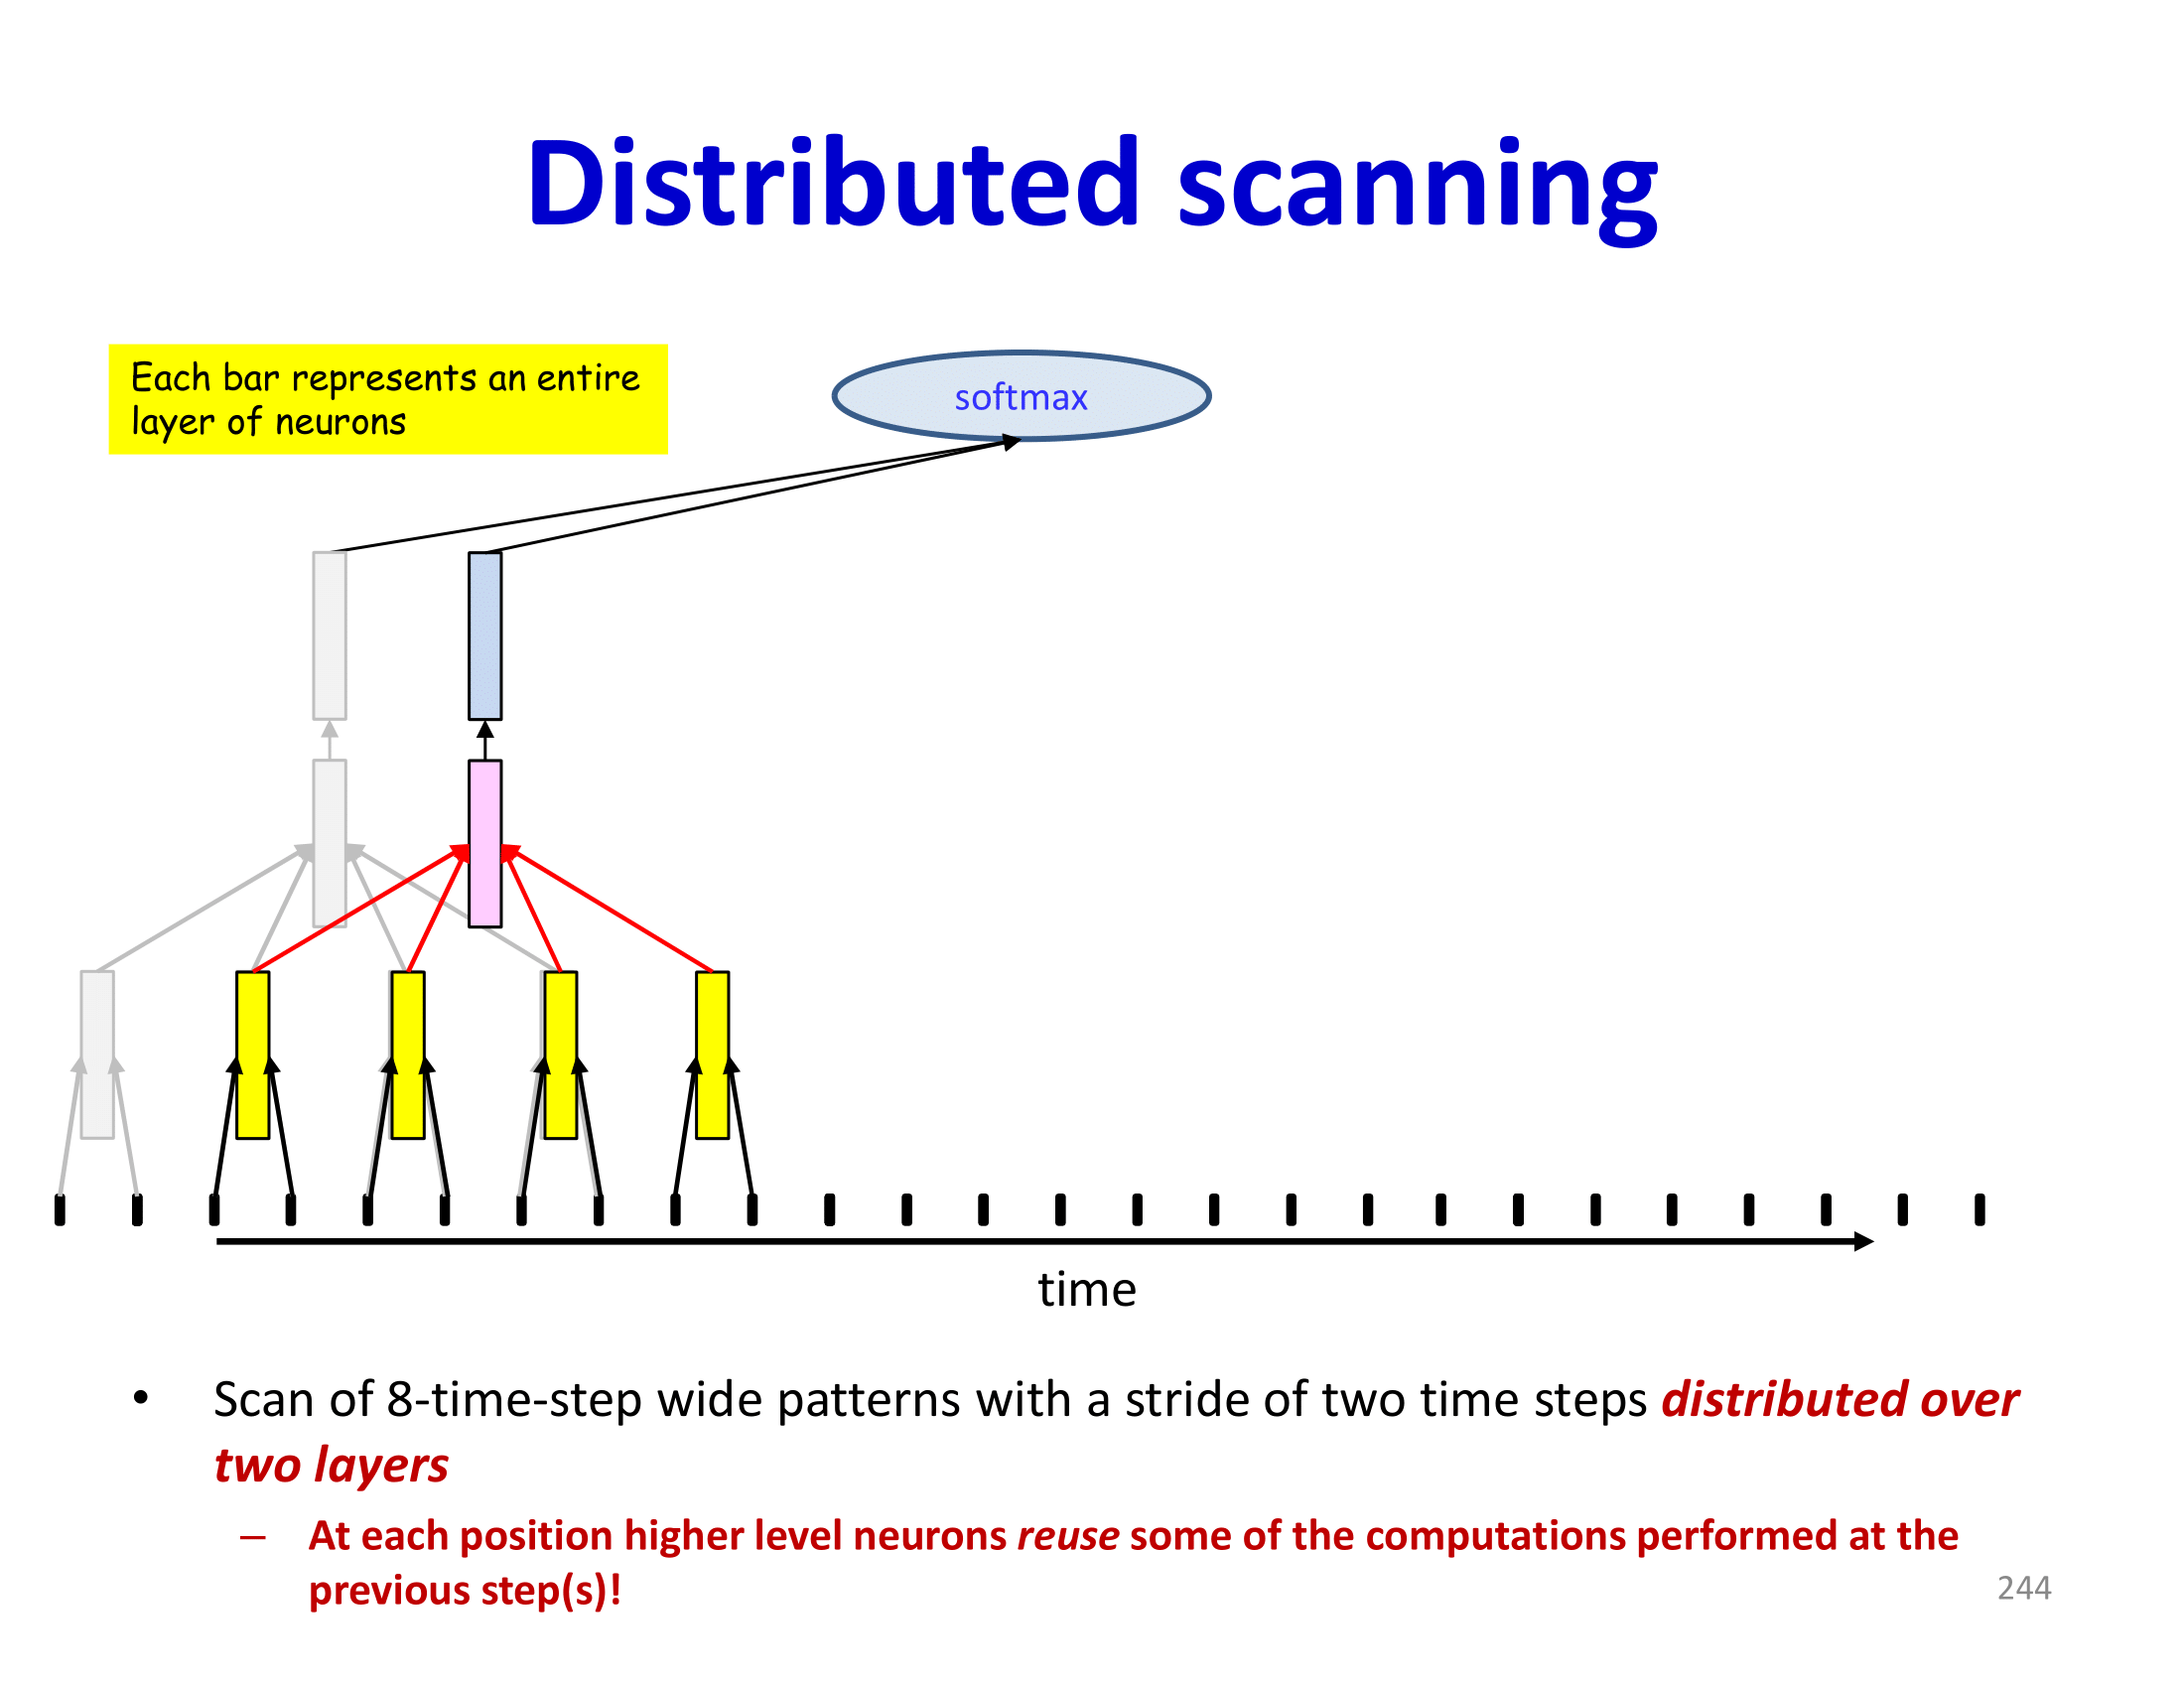 Distributed scanning
Each bar represents an entire
layer of neurons
softmax
time
• Scan of 8-time-step wide patterns with a stride of two time steps distributed over
two layers
– At each position higher level neurons reuse some of the computations performed at the
previous step(s)!
244